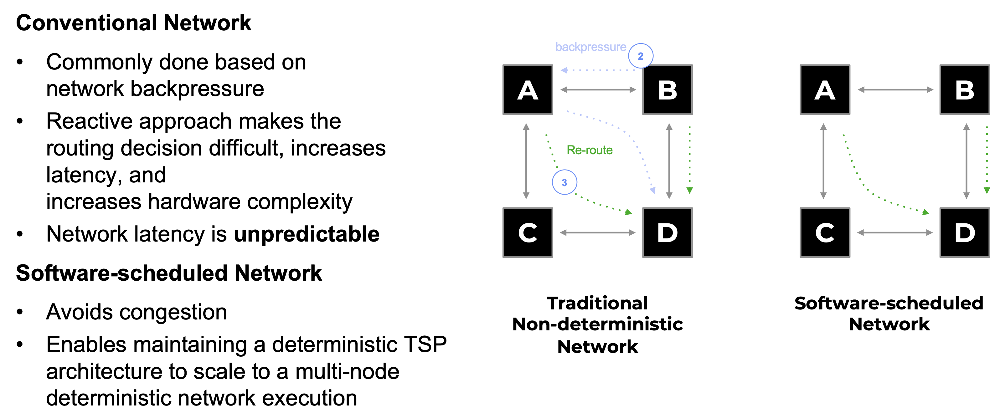 Conventional Network
• Commonly done based on
network backpressure
• Reactive approach makes the
routing decision difficult, increases
latency, and
increases hardware complexity
• Network latency is unpredictable
Software-scheduled Network
• Avoids congestion
• Enables maintaining a deterministic TSP
architecture to scale to a multi-node
deterministic network execution
backpressure
2
A
B
Re-route
3
C
D
Traditional
Non-deterministic
Network
A
B
C
D
Software-scheduled
Network